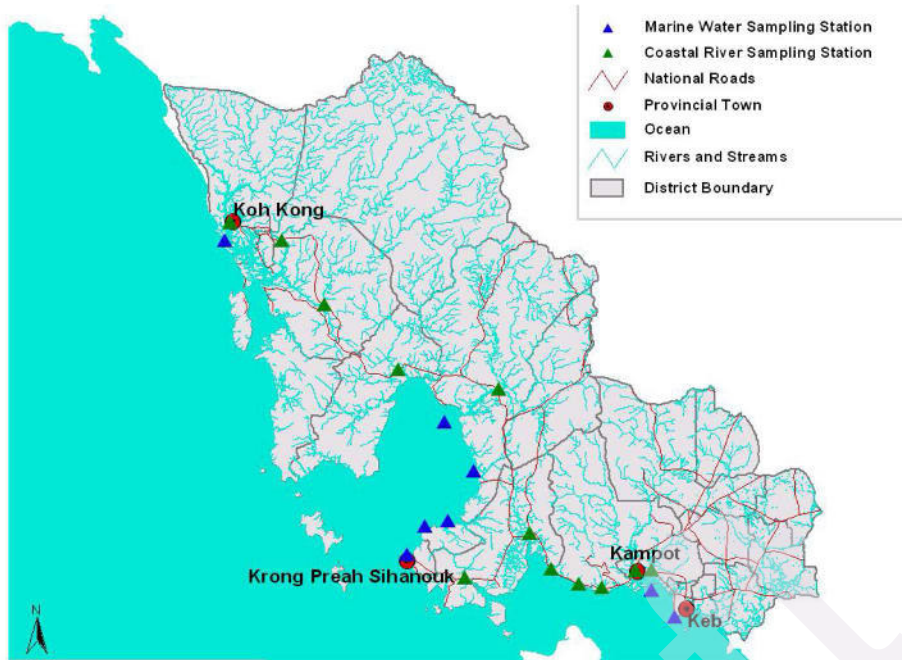 Marine Water Sampling Station
Coastal River Sampling Station
National Roads
Provincial Town
Ocean
Rivers and Streams
District Boundary
Koh Kong
Kampot
Krong Preah Sihanouk
Keb
N